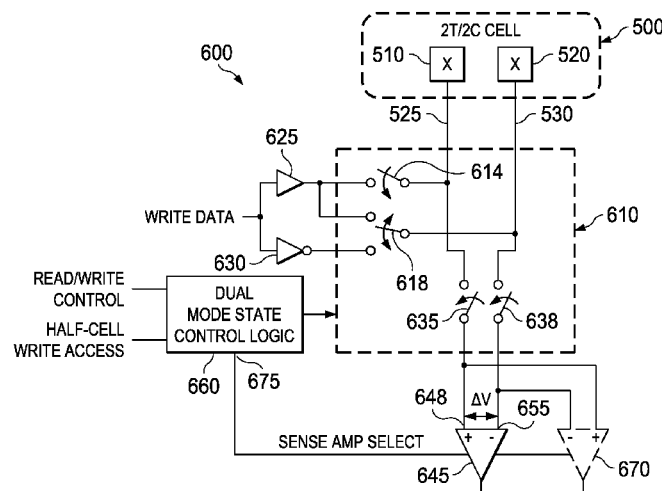 2T/2C CELL
500
510
X
X
520
600
525
530
625
614
610
WRITE DATA
630
618
READ/WRITE
CONTROL
DUAL
MODE STATE
CONTROL LOGIC
635
638
HALF-CELL
WRITE ACCESS
660
675
648
ΔV
655
+
-
-
+
SENSE AMP SELECT
645
670